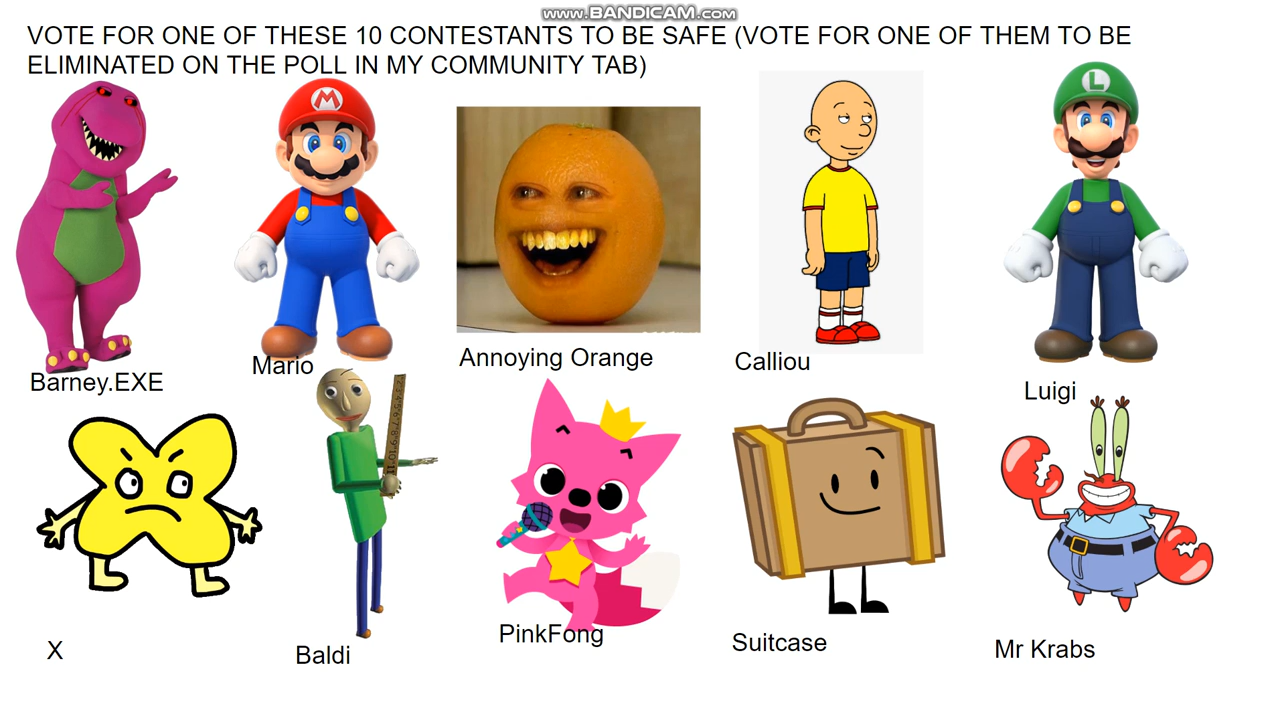 www.BANDICAM.com
VOTE FOR ONE OF THESE 10 CONTESTANTS TO BE SAFE (VOTE FOR ONE OF THEM TO BE
ELIMINATED ON THE POLL IN MY COMMUNITY TAB)
M
L
Barney.EXE
Mario
Annoying Orange
Calliou
Luigi
X
Baldi
PinkFong
Suitcase
Mr Krabs